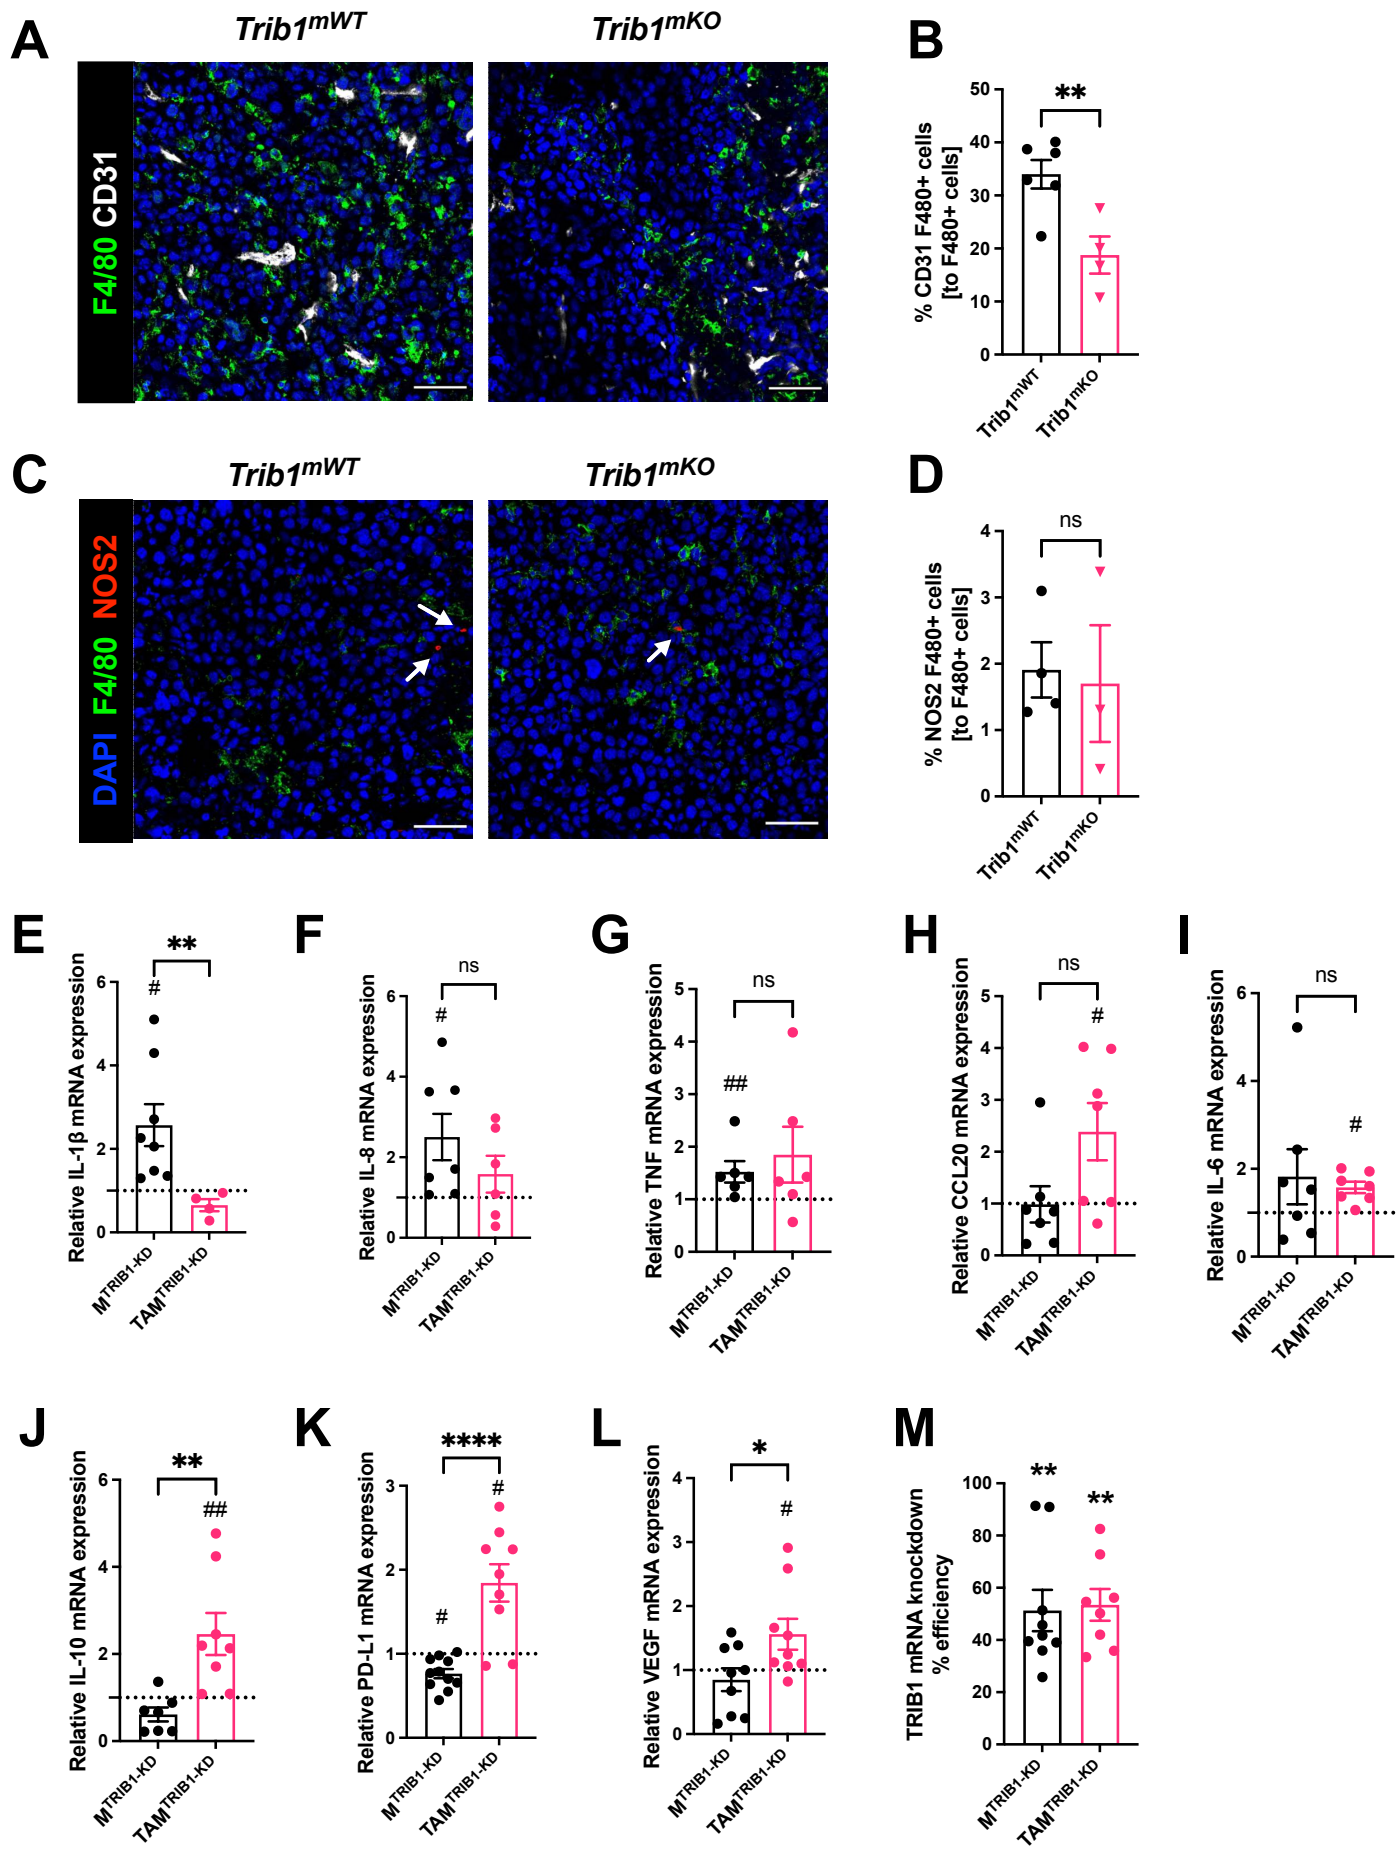 A
Trib1mWT
Trib1mKO
F4/80 CD31
B
% CD31 F480+ cells
[to F480+ cells]
50
40
30
20
10
0
**
Trib1mWT
Trib1mKO
C
Trib1mWT
Trib1mKO
DAPI F4/80 NOS2
D
% NOS2 F480+ cells
[to F480+ cells]
4
3
2
1
0
ns
Trib1mWT
Trib1mKO
E
Relative IL-1β mRNA expression
6
4
2
0
**
#
MTRIB1-KD
TAMTRIB1-KD
F
Relative IL-8 mRNA expression
6
4
2
0
ns
#
MTRIB1-KD
TAMTRIB1-KD
G
Relative TNF mRNA expression
5
4
3
2
1
0
ns
##
MTRIB1-KD
TAMTRIB1-KD
H
Relative CCL20 mRNA expression
5
4
3
2
1
0
ns
#
MTRIB1-KD
TAMTRIB1-KD
I
Relative IL-6 mRNA expression
6
4
2
0
ns
#
MTRIB1-KD
TAMTRIB1-KD
J
Relative IL-10 mRNA expression
6
4
2
0
**
##
MTRIB1-KD
TAMTRIB1-KD
K
Relative PD-L1 mRNA expression
3
2
1
0
****
#
#
MTRIB1-KD
TAMTRIB1-KD
L
Relative VEGF mRNA expression
4
3
2
1
0
*
#
MTRIB1-KD
TAMTRIB1-KD
M
TRIB1 mRNA knockdown
% efficiency
100
80
60
40
20
0
**
**
MTRIB1-KD
TAMTRIB1-KD